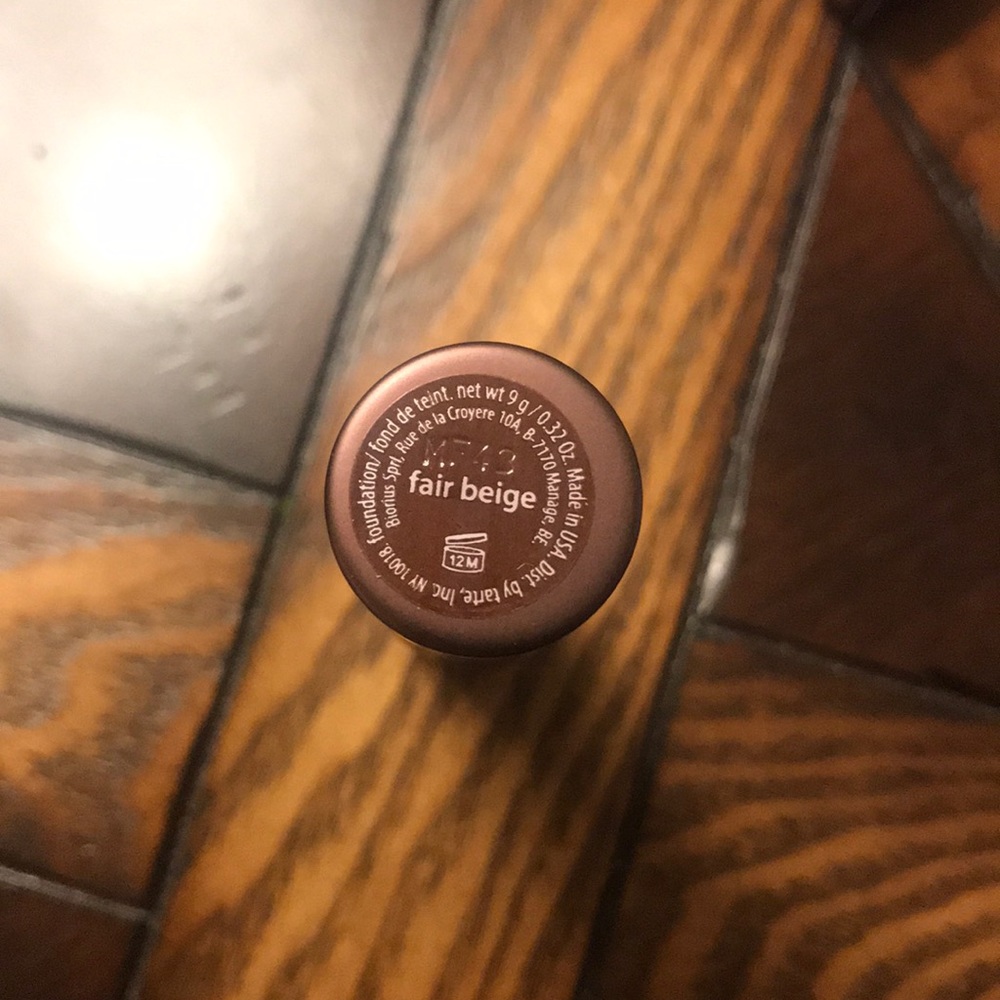 foundation/ fond de teint. net wt 9 g / 0.32 Oz. Made in USA. Dist. by tarte, Inc. NY 10018.
Biorius Sprl, Rue de la Croyere 10A, B-7170 Manage, BE.
fair beige
12M